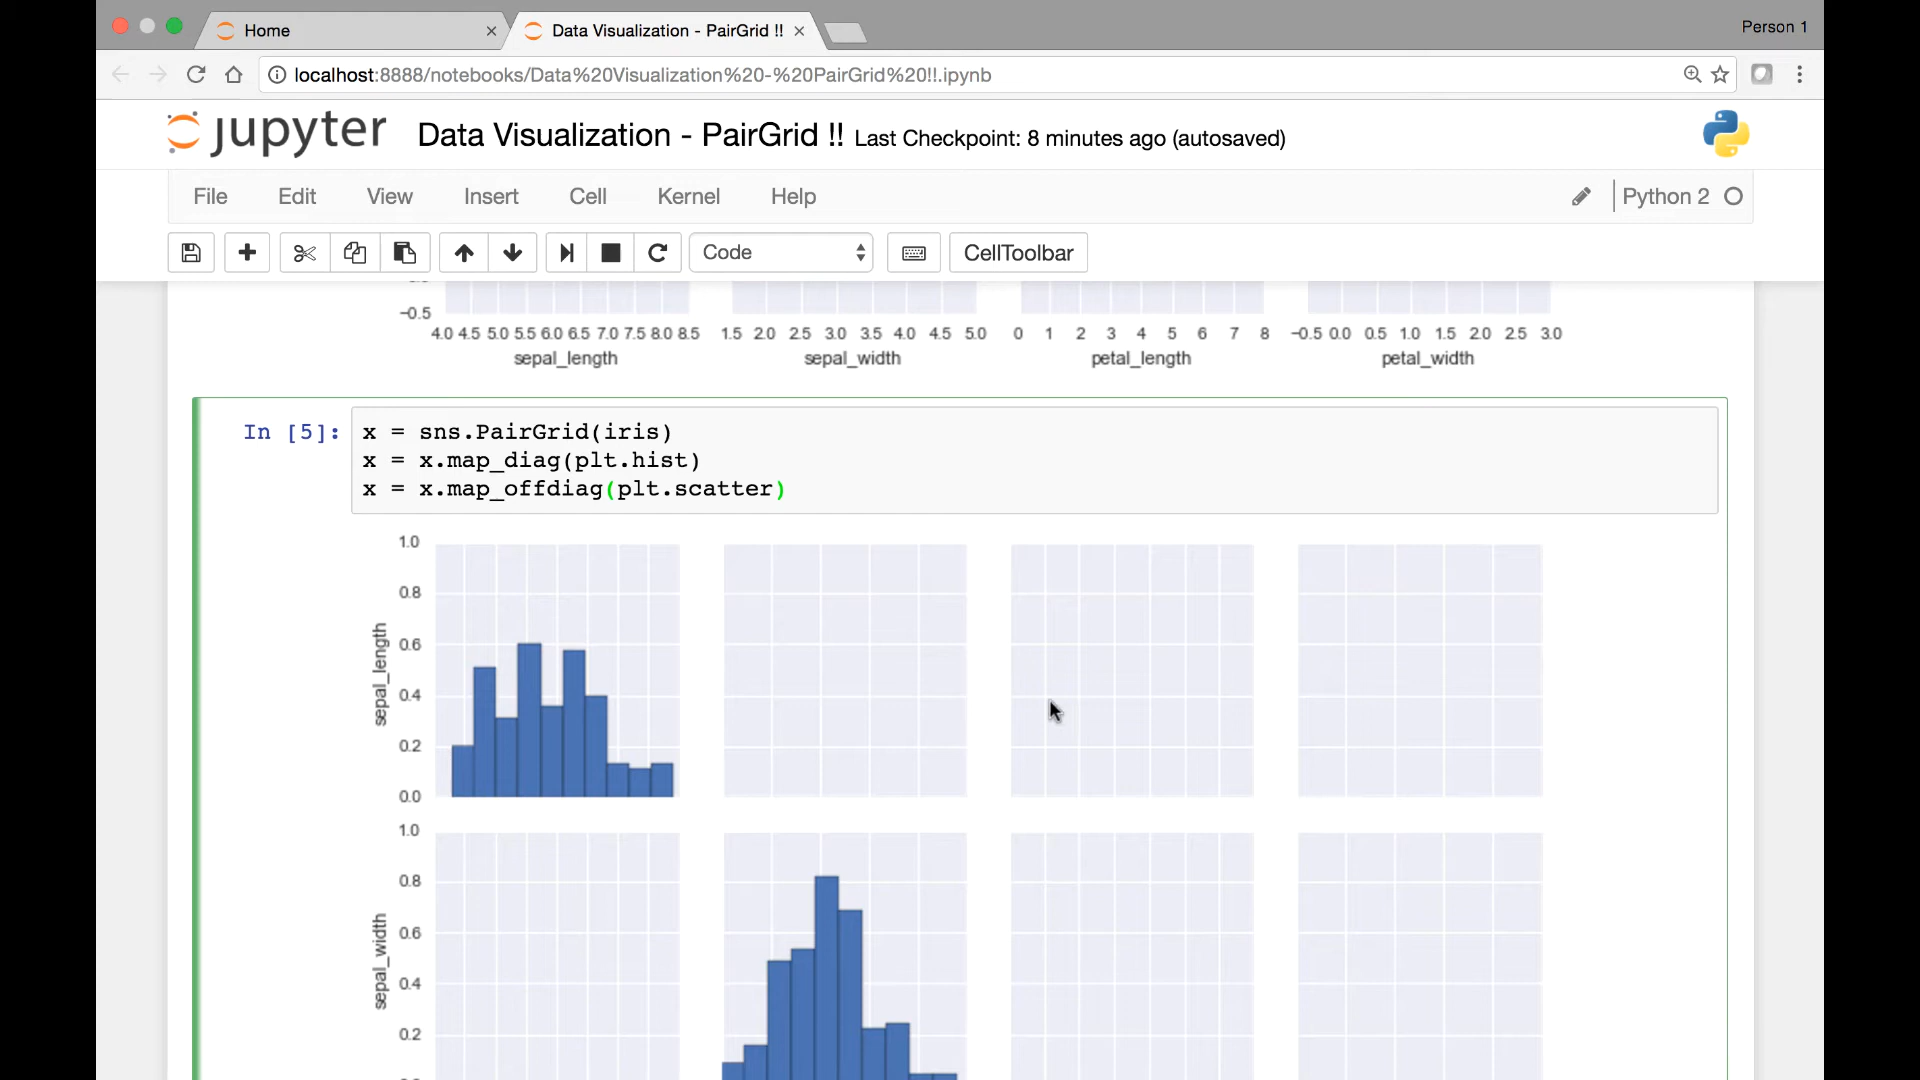 Home
Data Visualization - PairGrid !!
Person 1
localhost:8888/notebooks/Data%20Visualization%20-%20PairGrid%20!!.ipynb
jupyter
Data Visualization - PairGrid !! Last Checkpoint: 8 minutes ago (autosaved)
File Edit View Insert Cell Kernel Help Python 2
Code CellToolbar
−0.5
4.0 4.5 5.0 5.5 6.0 6.5 7.0 7.5 8.0 8.5 1.5 2.0 2.5 3.0 3.5 4.0 4.5 5.0 0 1 2 3 4 5 6 7 8 −0.5 0.0 0.5 1.0 1.5 2.0 2.5 3.0
sepal_length sepal_width petal_length petal_width
In [5]:
x = sns.PairGrid(iris)
x = x.map_diag(plt.hist)
x = x.map_offdiag(plt.scatter)
1.0
0.8
0.6
0.4
0.2
0.0
sepal_length
1.0
0.8
0.6
0.4
0.2
sepal_width